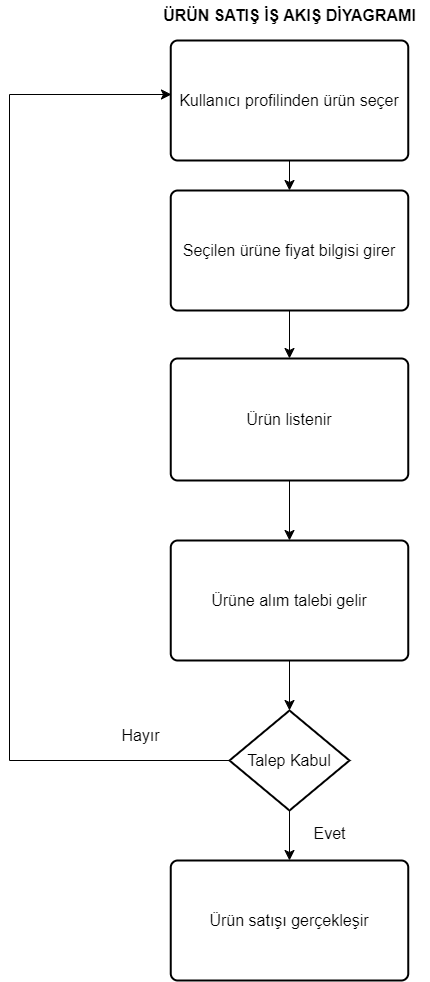 ÜRÜN SATIŞ İŞ AKIŞ DİYAGRAMI
Kullanıcı profilinden ürün seçer
Seçilen ürüne fiyat bilgisi girer
Ürün listenir
Ürüne alım talebi gelir
Hayır
Talep Kabul
Evet
Ürün satışı gerçekleşir